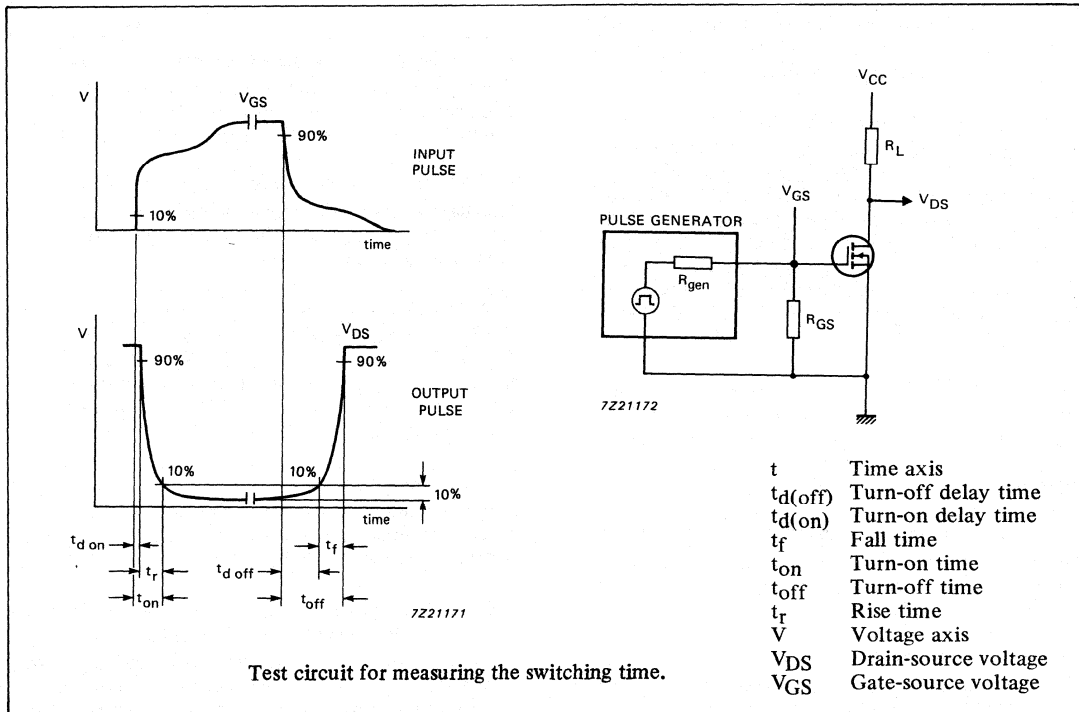 V
V_GS
90%
INPUT
PULSE
10%
time
V
V_DS
90%
90%
OUTPUT
PULSE
10%
10%
10%
time
t_d on
t_r
t_on
t_d off
t_f
t_off
7Z21171
V_CC
R_L
V_GS
V_DS
PULSE GENERATOR
R_gen
R_GS
7Z21172
t Time axis
t_d(off) Turn-off delay time
t_d(on) Turn-on delay time
t_f Fall time
t_on Turn-on time
t_off Turn-off time
t_r Rise time
V Voltage axis
V_DS Drain-source voltage
V_GS Gate-source voltage
Test circuit for measuring the switching time.